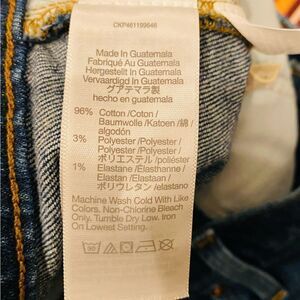 CKP461199646
Made In Guatemala
Fabriqué Au Guatemala
Hergestellt In Guatemala
Vervaardigd In Guatemala
グアテマラ製
hecho en guatemala
96% Cotton /Coton /
Baumwolle /Katoen /綿 /
algodón
3% Polyester /Polyester /
Polyester /Polyester /
ポリエステル /poliéster
1% Elastane /Elasthanne /
Elastan /Elastaan /
ポリウレタン /elastano
Machine Wash Cold With Like
Colors. Non-Chlorine Bleach
Only. Tumble Dry Low. Iron
On Lowest Setting.
30